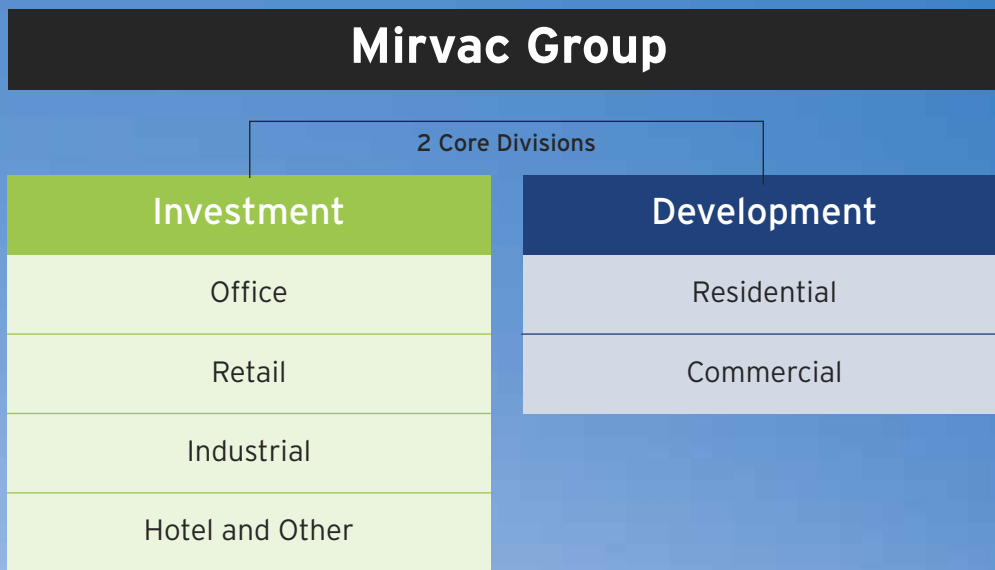 Mirvac Group
2 Core Divisions
Investment
Office
Retail
Industrial
Hotel and Other
Development
Residential
Commercial